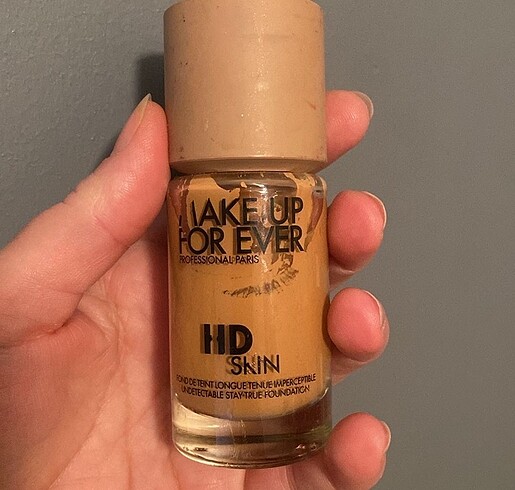 MAKE UP
FOR EVER
PROFESSIONAL PARIS
HD
SKIN
FOND DE TEINT LONGUE TENUE IMPERCEPTIBLE
UNDETECTABLE STAY-TRUE FOUNDATION